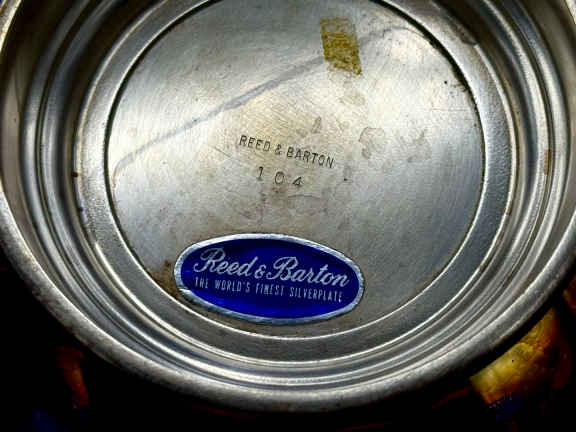 REED & BARTON
104
Reed & Barton
THE WORLD'S FINEST SILVERPLATE